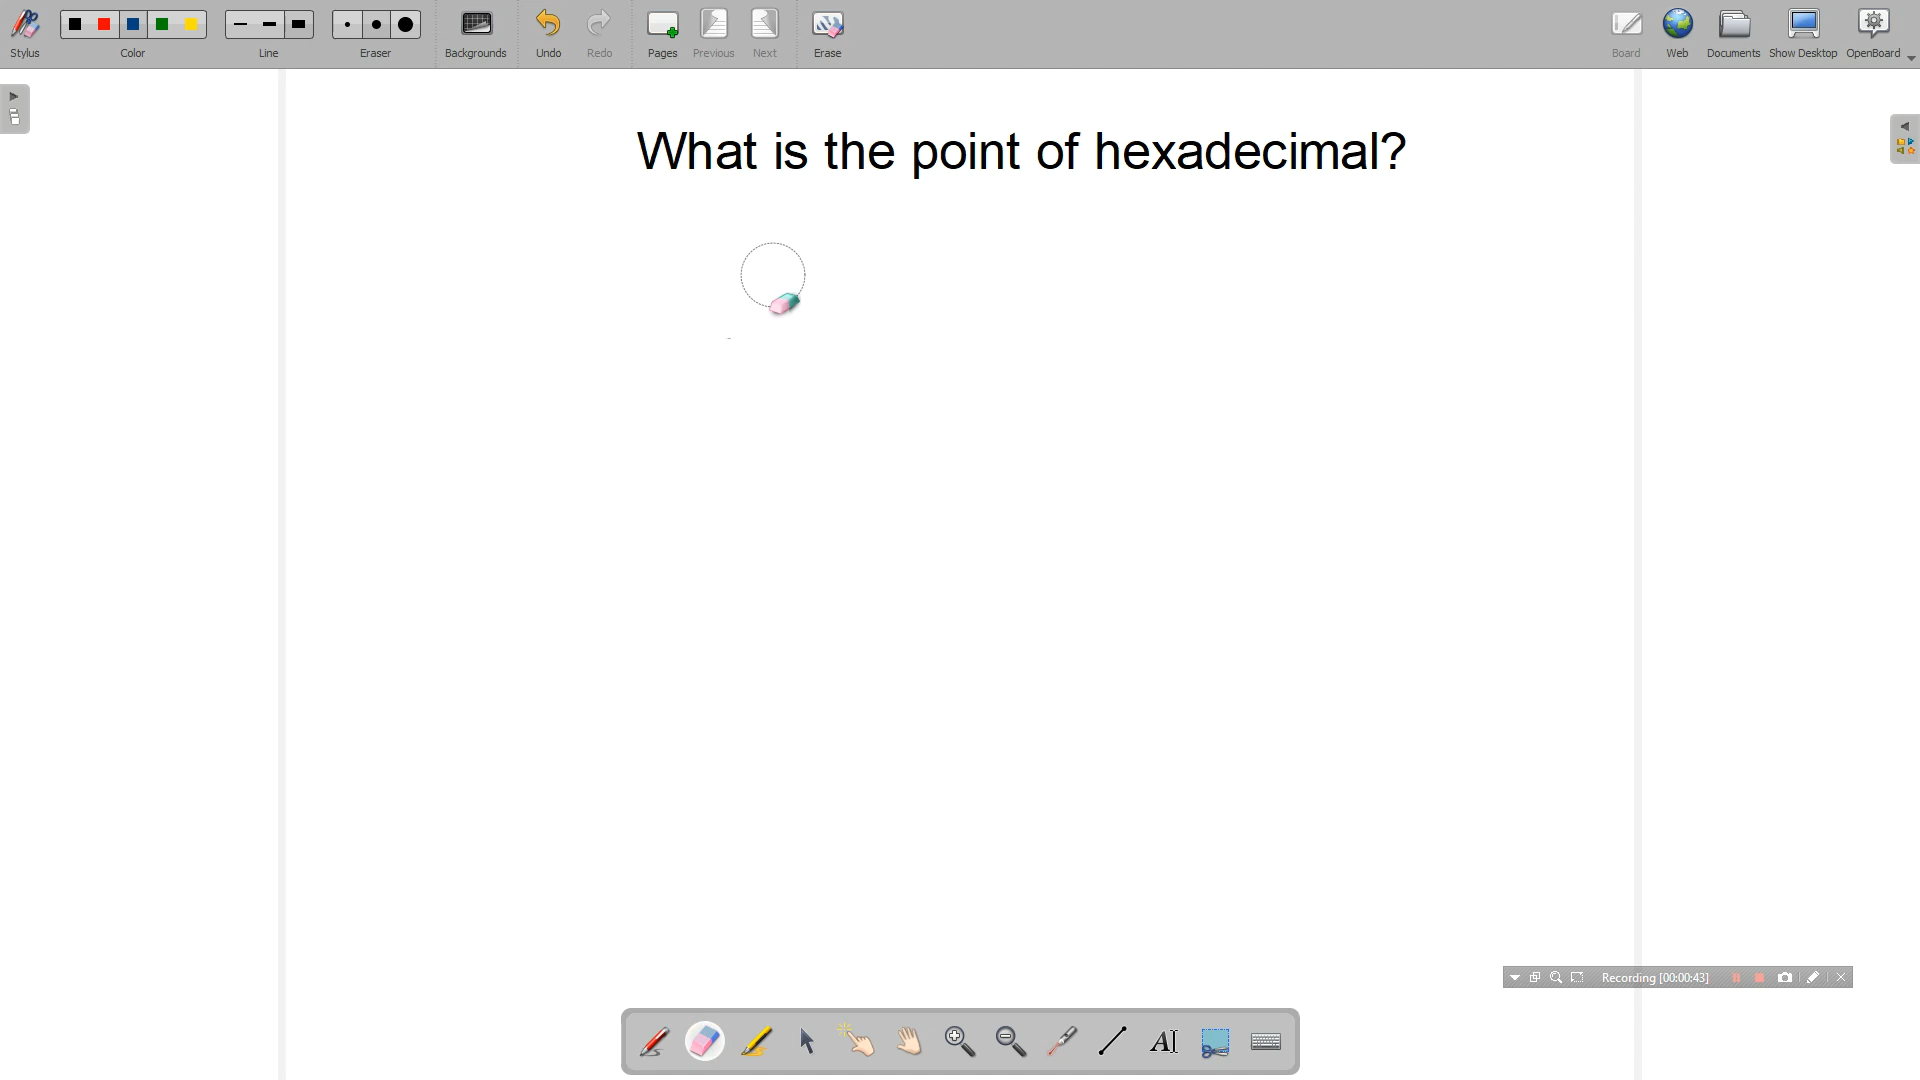 Stylus Color Line Eraser Backgrounds Undo Redo Pages Previous Next Erase Board Web Documents Show Desktop OpenBoard
What is the point of hexadecimal?
Recording [00:00:43]
AI